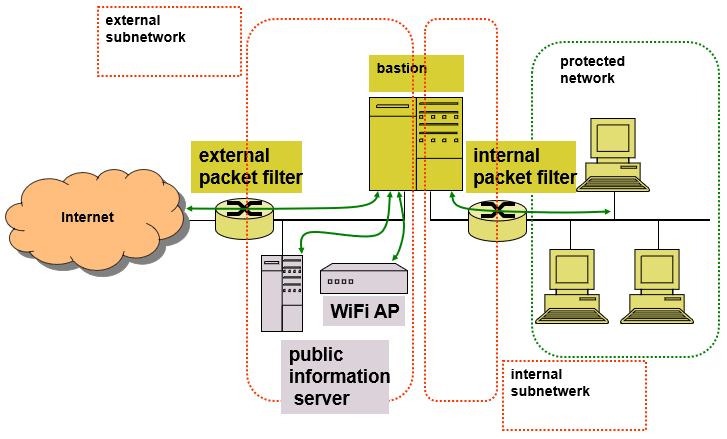 external
subnetwork
bastion
protected
network
external
packet filter
internal
packet filter
Internet
WiFi AP
public
information
server
internal
subnetwerk